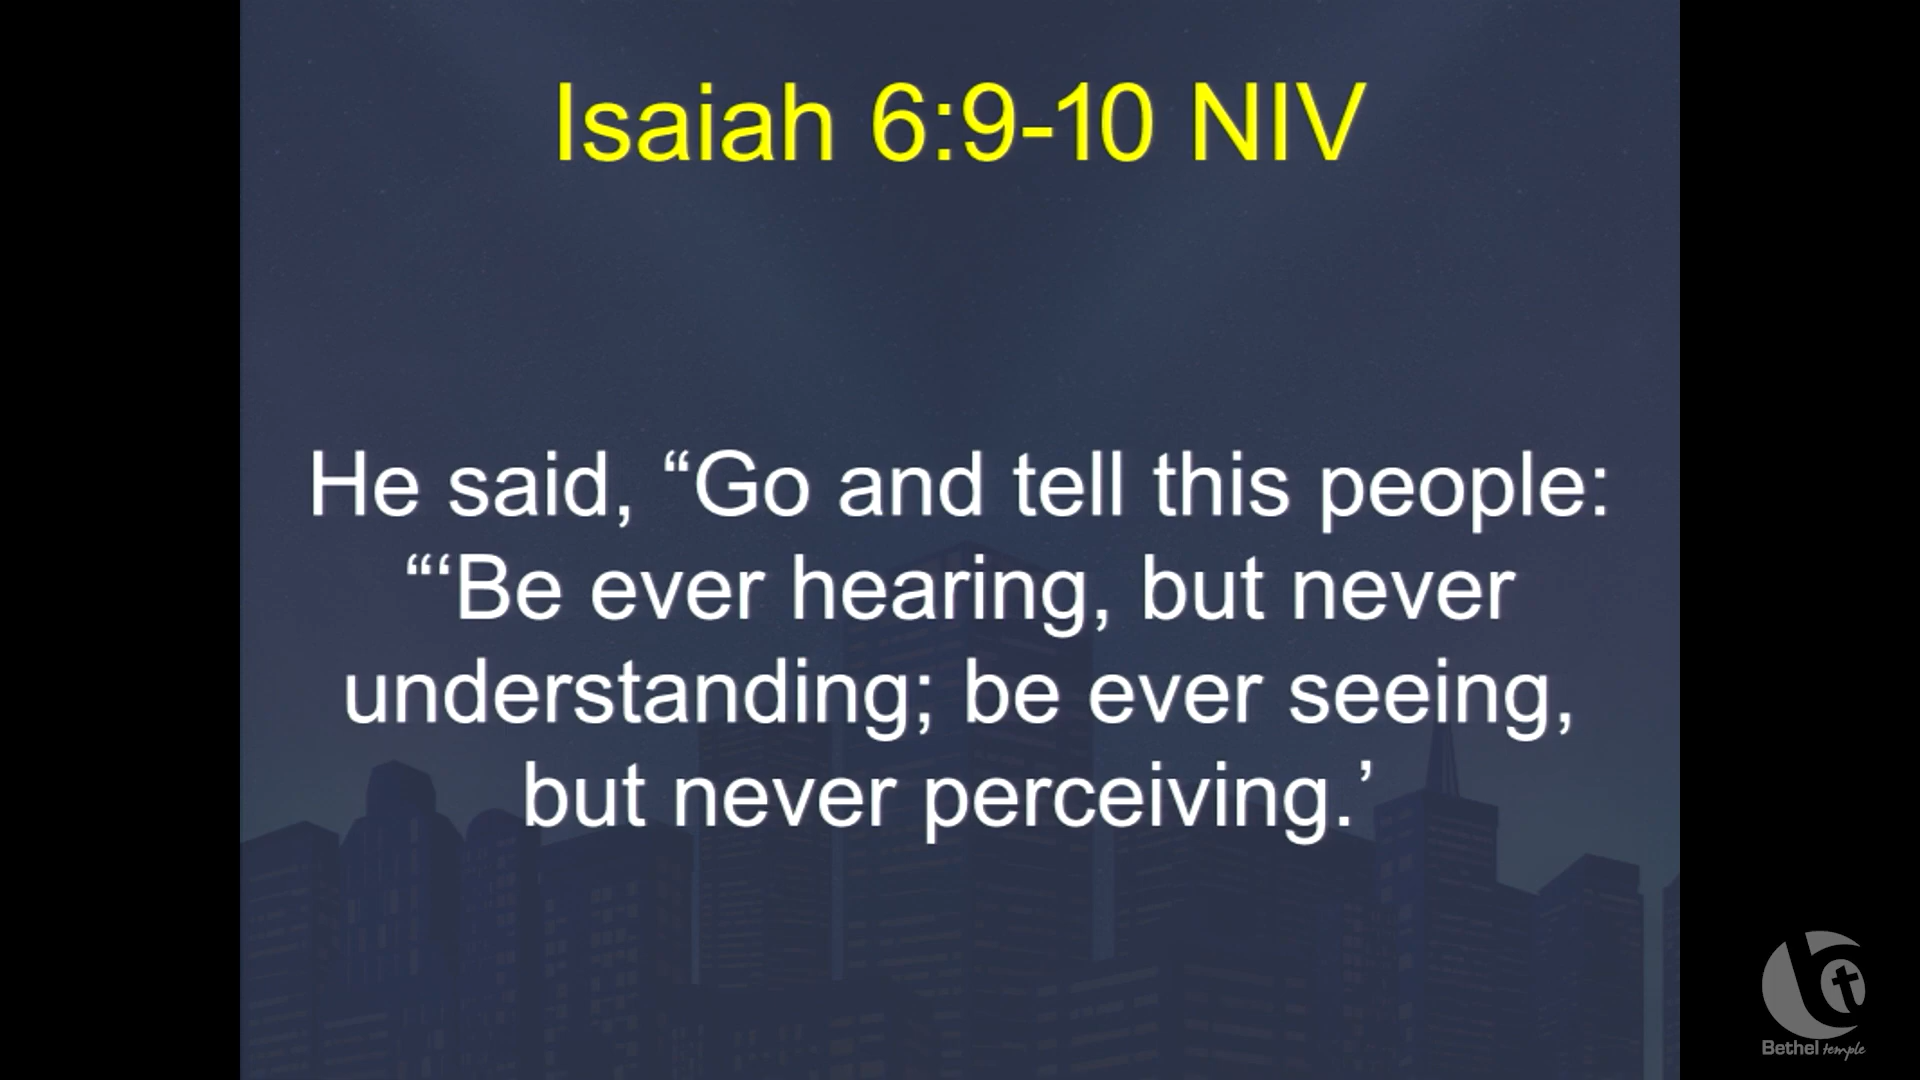 Isaiah 6:9-10 NIV
He said, “Go and tell this people:
“‘Be ever hearing, but never
understanding; be ever seeing,
but never perceiving.’
Bethel temple